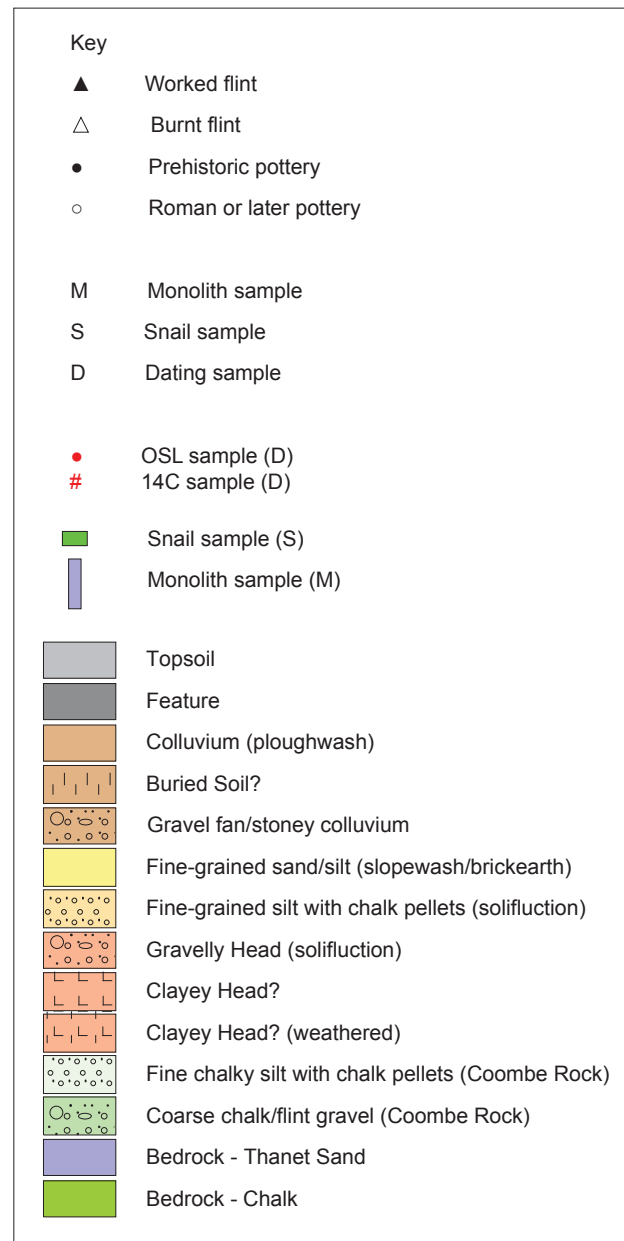 Key
▲ Worked flint
△ Burnt flint
● Prehistoric pottery
○ Roman or later pottery
M Monolith sample
S Snail sample
D Dating sample
● OSL sample (D)
# 14C sample (D)
Snail sample (S)
Monolith sample (M)
Topsoil
Feature
Colluvium (ploughwash)
Buried Soil?
Gravel fan/stoney colluvium
Fine-grained sand/silt (slopewash/brickearth)
Fine-grained silt with chalk pellets (solifluction)
Gravelly Head (solifluction)
Clayey Head?
Clayey Head? (weathered)
Fine chalky silt with chalk pellets (Coombe Rock)
Coarse chalk/flint gravel (Coombe Rock)
Bedrock - Thanet Sand
Bedrock - Chalk